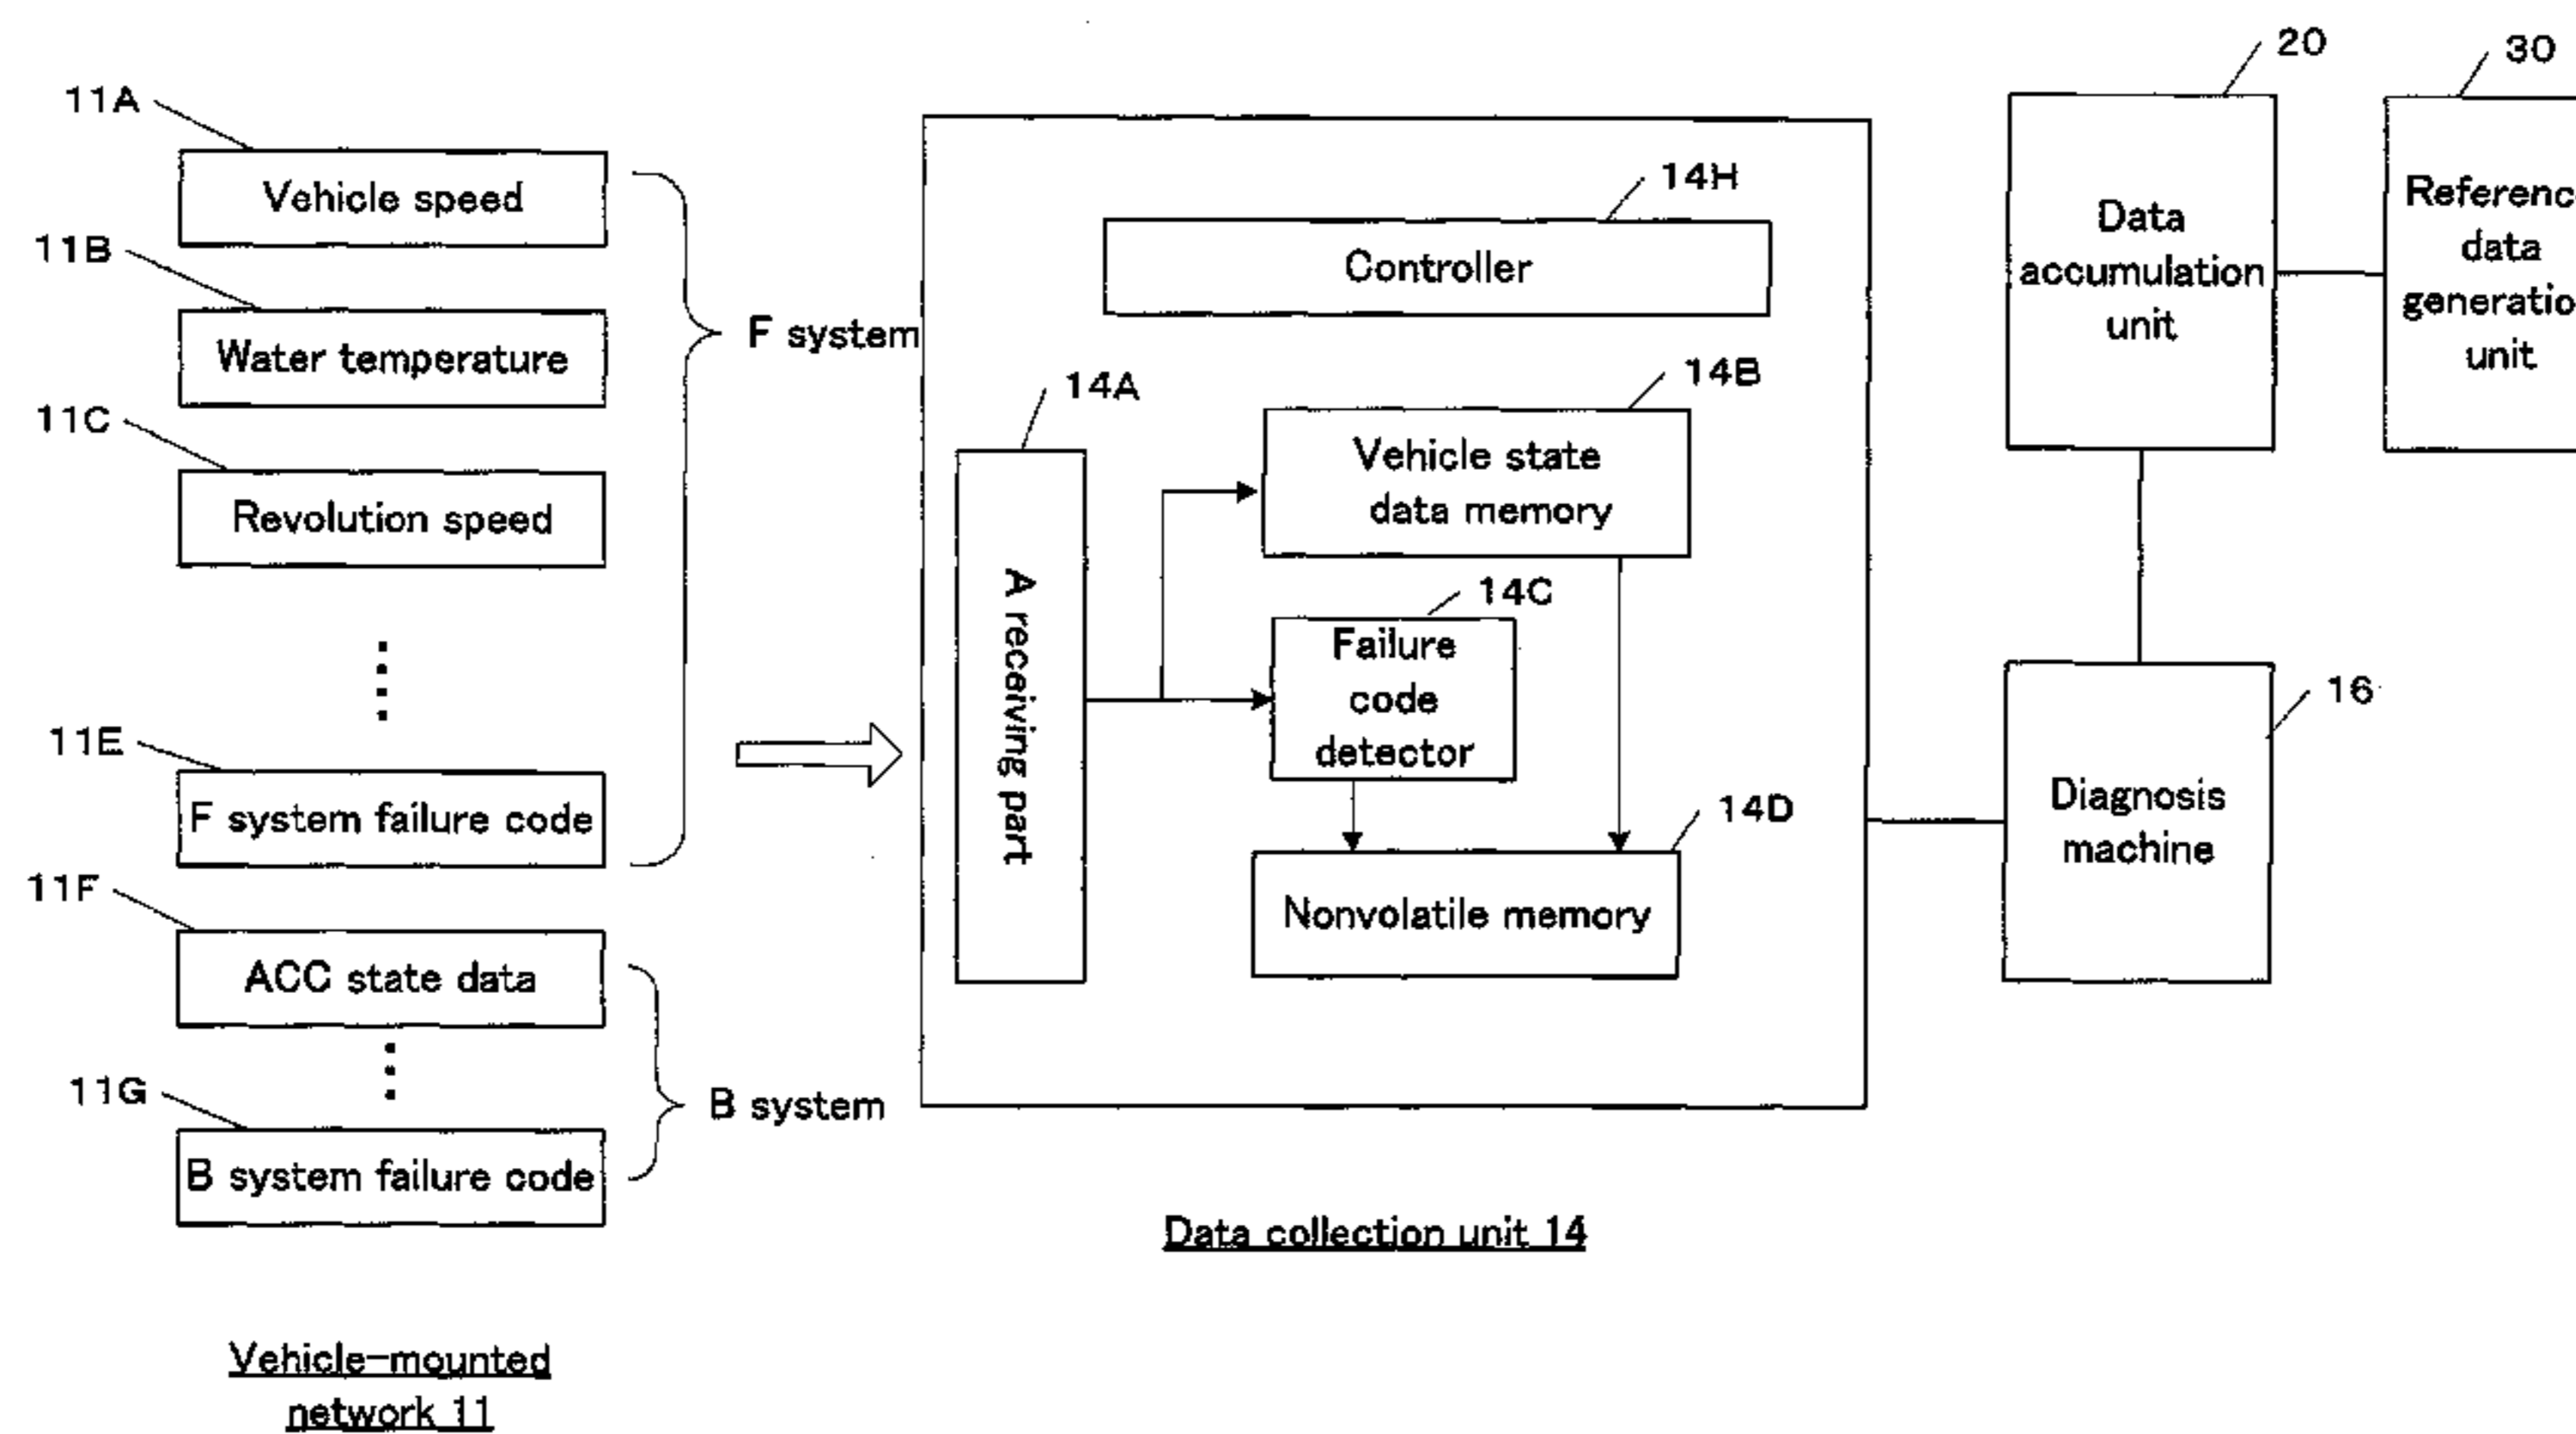 11A
Vehicle speed
11B
Water temperature
11C
Revolution speed
11E
F system failure code
11F
ACC state data
11G
B system failure code
F system
B system
Vehicle-mounted
network 11
14H
Controller
14A
A receiving part
14B
Vehicle state
data memory
14C
Failure
code
detector
14D
Nonvolatile memory
Data collection unit 14
20
Data
accumulation
unit
30
Referenc
data
generatio
unit
16
Diagnosis
machine